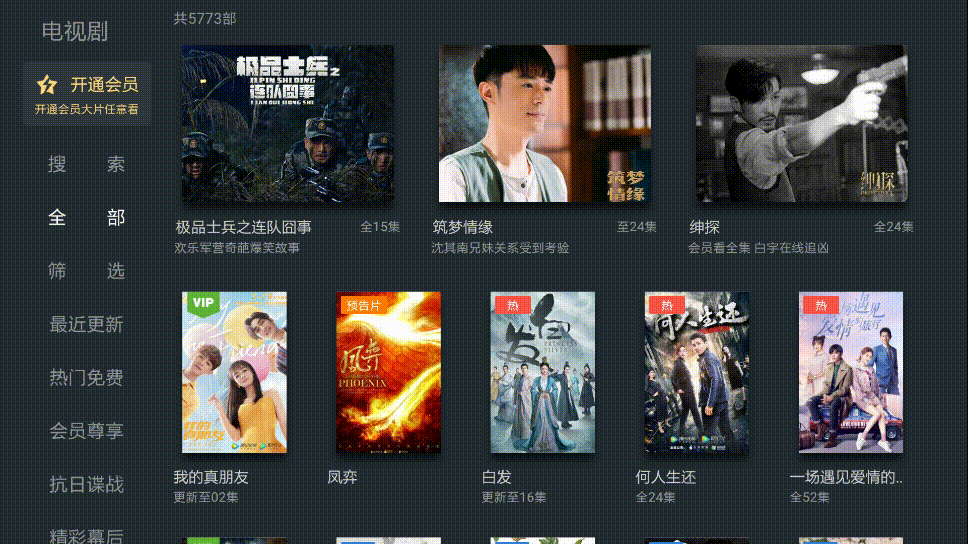 电视剧
共5773部
开通会员
开通会员大片任意看
搜 索
全 部
筛 选
最近更新
热门免费
会员尊享
抗日谍战
精彩幕后
极品士兵之
JI PIN SHI BING
连队囧事
LIAN DUI JIONG SHI
筑梦
情缘
绅探
极品士兵之连队囧事
全15集
欢乐军营奇葩爆笑故事
筑梦情缘
至24集
沈其南兄妹关系受到考验
绅探
全24集
会员看全集 白宇在线追凶
VIP
预告片
凤弈
PHOENIX
热
白发
热
何人生还
热
一场遇见
爱情的旅行
我的真朋友
更新至02集
凤弈
白发
更新至16集
何人生还
全24集
一场遇见爱情的..
全52集